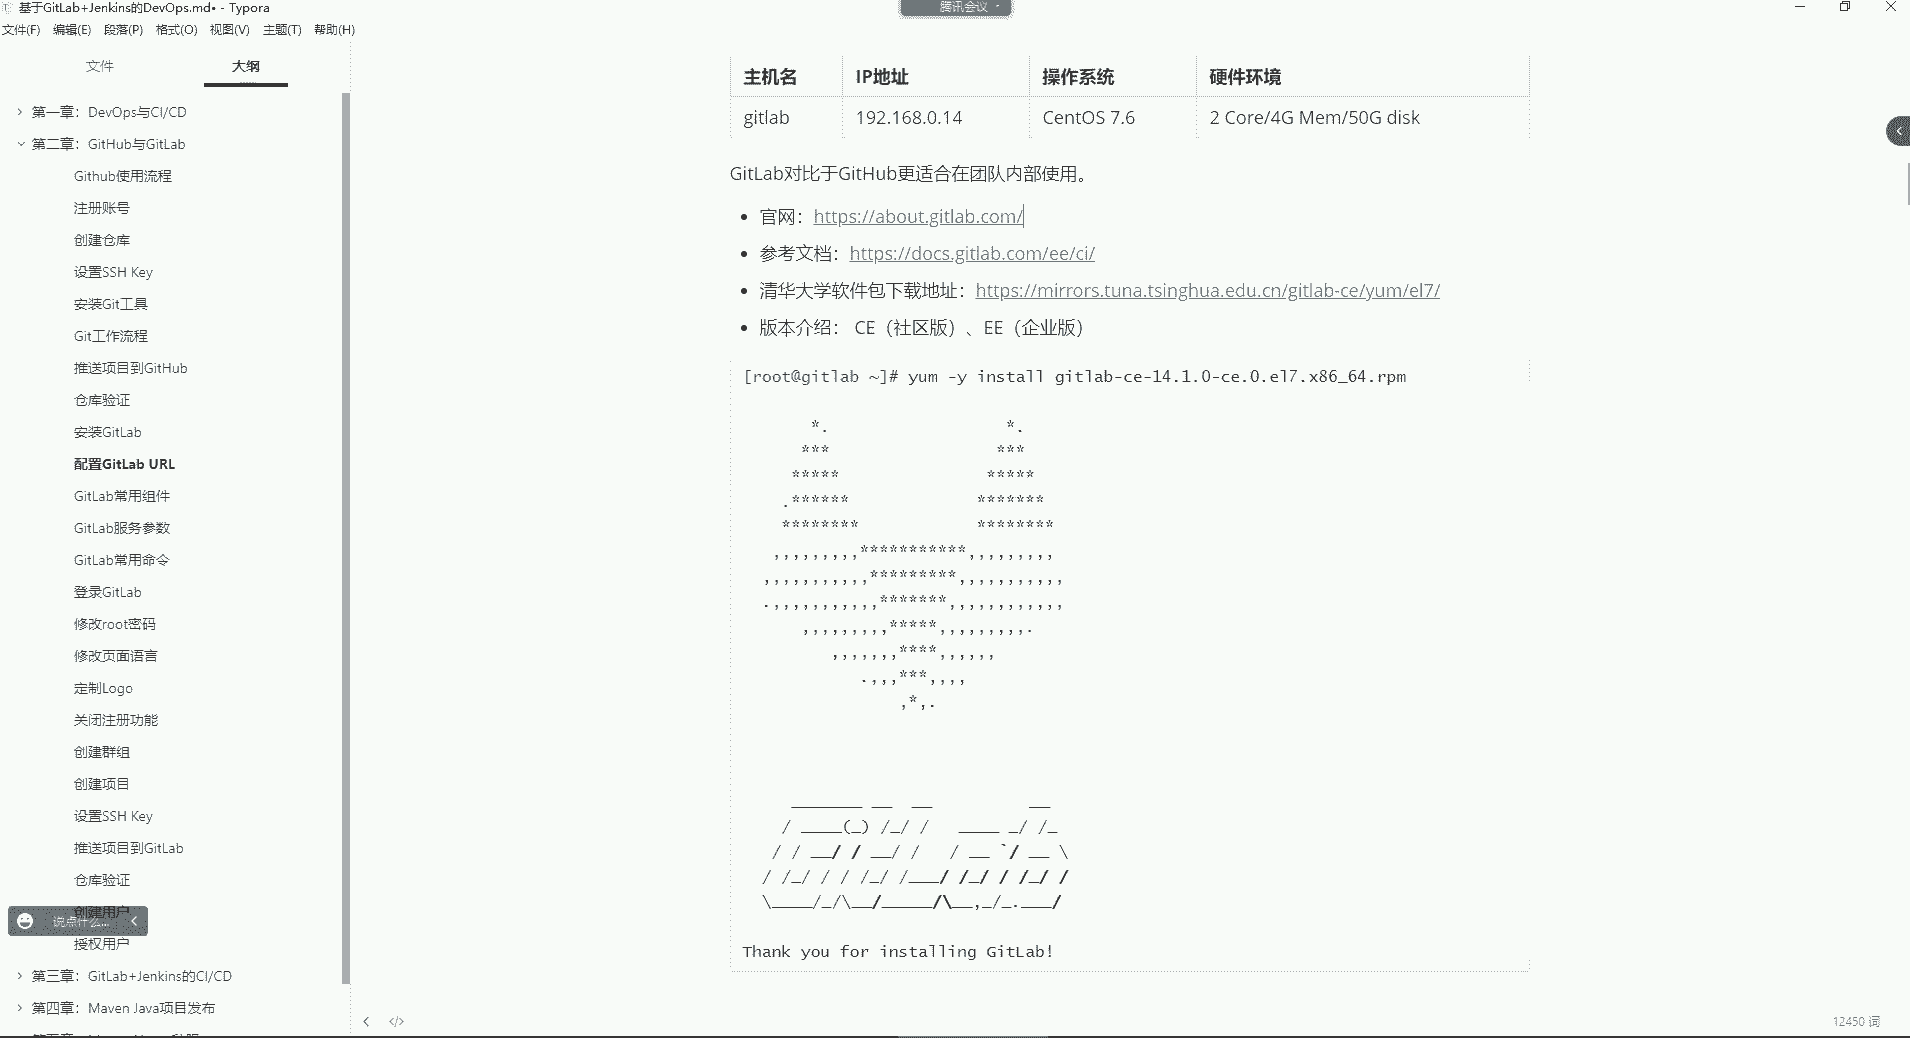 基于GitLab+Jenkins的DevOps.md• - Typora
腾讯会议
文件(F) 编辑(E) 段落(P) 格式(O) 视图(V) 主题(T) 帮助(H)
文件 大纲
第一章：DevOps与CI/CD
第二章：GitHub与GitLab
Github使用流程
注册账号
创建仓库
设置SSH Key
安装Git工具
Git工作流程
推送项目到GitHub
仓库验证
安装GitLab
配置GitLab URL
GitLab常用组件
GitLab服务参数
GitLab常用命令
登录GitLab
修改root密码
修改页面语言
定制Logo
关闭注册功能
创建群组
创建项目
设置SSH Key
推送项目到GitLab
仓库验证
创建用户
说点什么...
授权用户
第三章：GitLab+Jenkins的CI/CD
第四章：Maven Java项目发布
主机名 IP地址 操作系统 硬件环境
gitlab 192.168.0.14 CentOS 7.6 2 Core/4G Mem/50G disk
GitLab对比于GitHub更适合在团队内部使用。
• 官网：https://about.gitlab.com/
• 参考文档：https://docs.gitlab.com/ee/ci/
• 清华大学软件包下载地址：https://mirrors.tuna.tsinghua.edu.cn/gitlab-ce/yum/el7/
• 版本介绍： CE（社区版）、EE（企业版）
[root@gitlab ~]# yum -y install gitlab-ce-14.1.0-ce.0.el7.x86_64.rpm
Thank you for installing GitLab!
12450 词